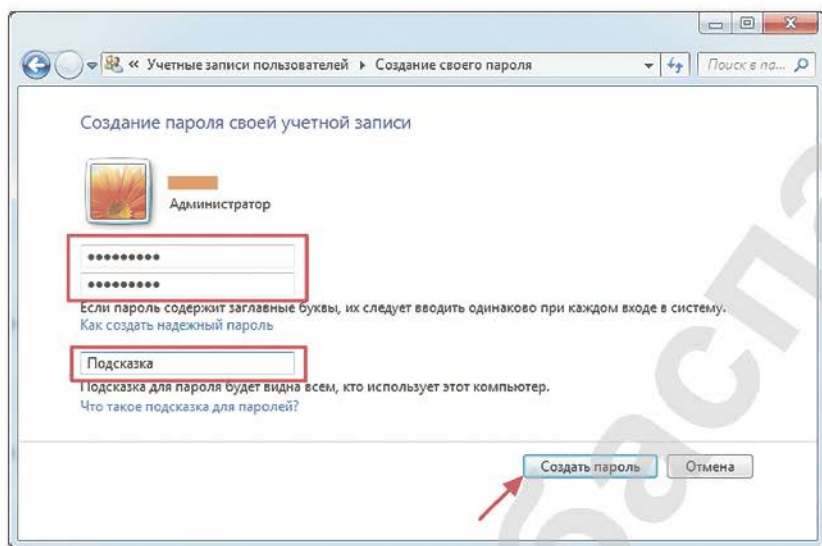 « Учетные записи пользователей ▸ Создание своего пароля
Поиск в па...
Создание пароля своей учетной записи
Администратор
•••••••••
•••••••••
Если пароль содержит заглавные буквы, их следует вводить одинаково при каждом входе в систему.
Как создать надежный пароль
Подсказка
Подсказка для пароля будет видна всем, кто использует этот компьютер.
Что такое подсказка для паролей?
Создать пароль
Отмена